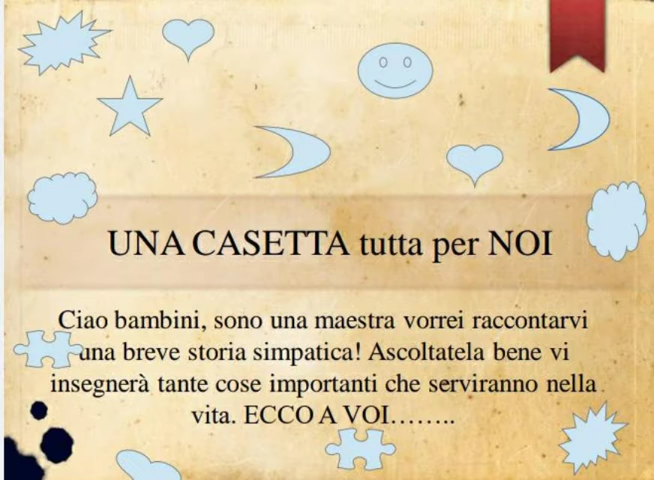 UNA CASETTA tutta per NOI
Ciao bambini, sono una maestra vorrei raccontarvi
una breve storia simpatica! Ascoltatela bene vi
insegnerà tante cose importanti che serviranno nella
vita. ECCO A VOI……..